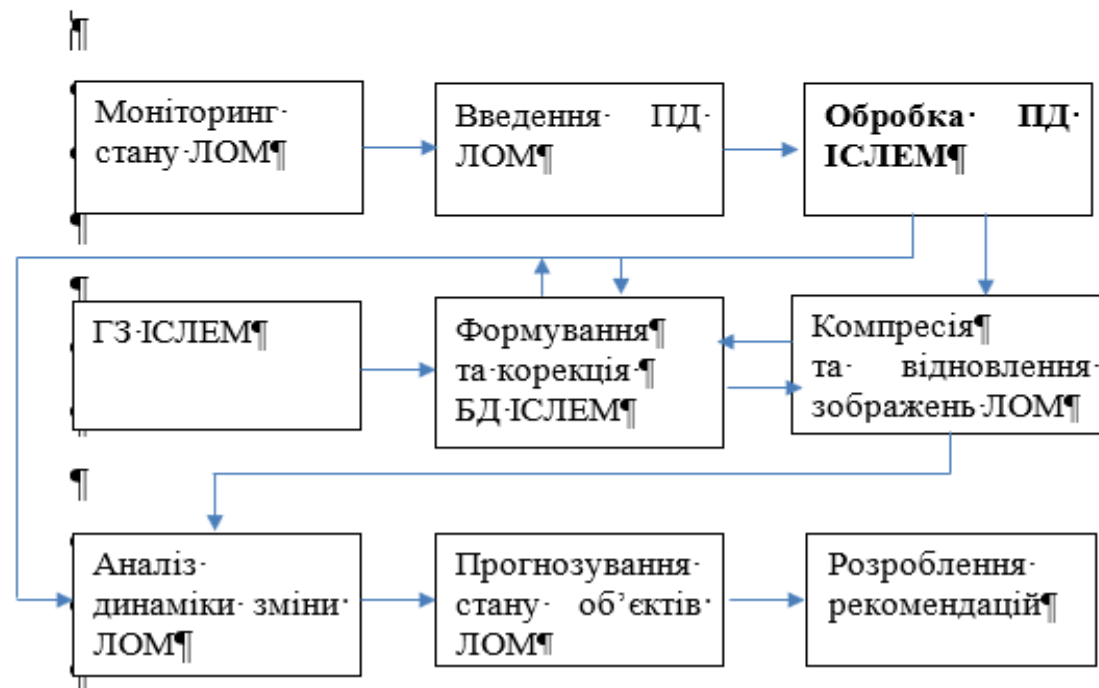 Моніторинг
стану ЛОМ
Введення ПД
ЛОМ
Обробка ПД
ІСЛЕМ
ГЗ ІСЛЕМ
Формування
та корекція
БД ІСЛЕМ
Компресія
та відновлення
зображень ЛОМ
Аналіз
динаміки зміни
ЛОМ
Прогнозування
стану об’єктів
ЛОМ
Розроблення
рекомендацій